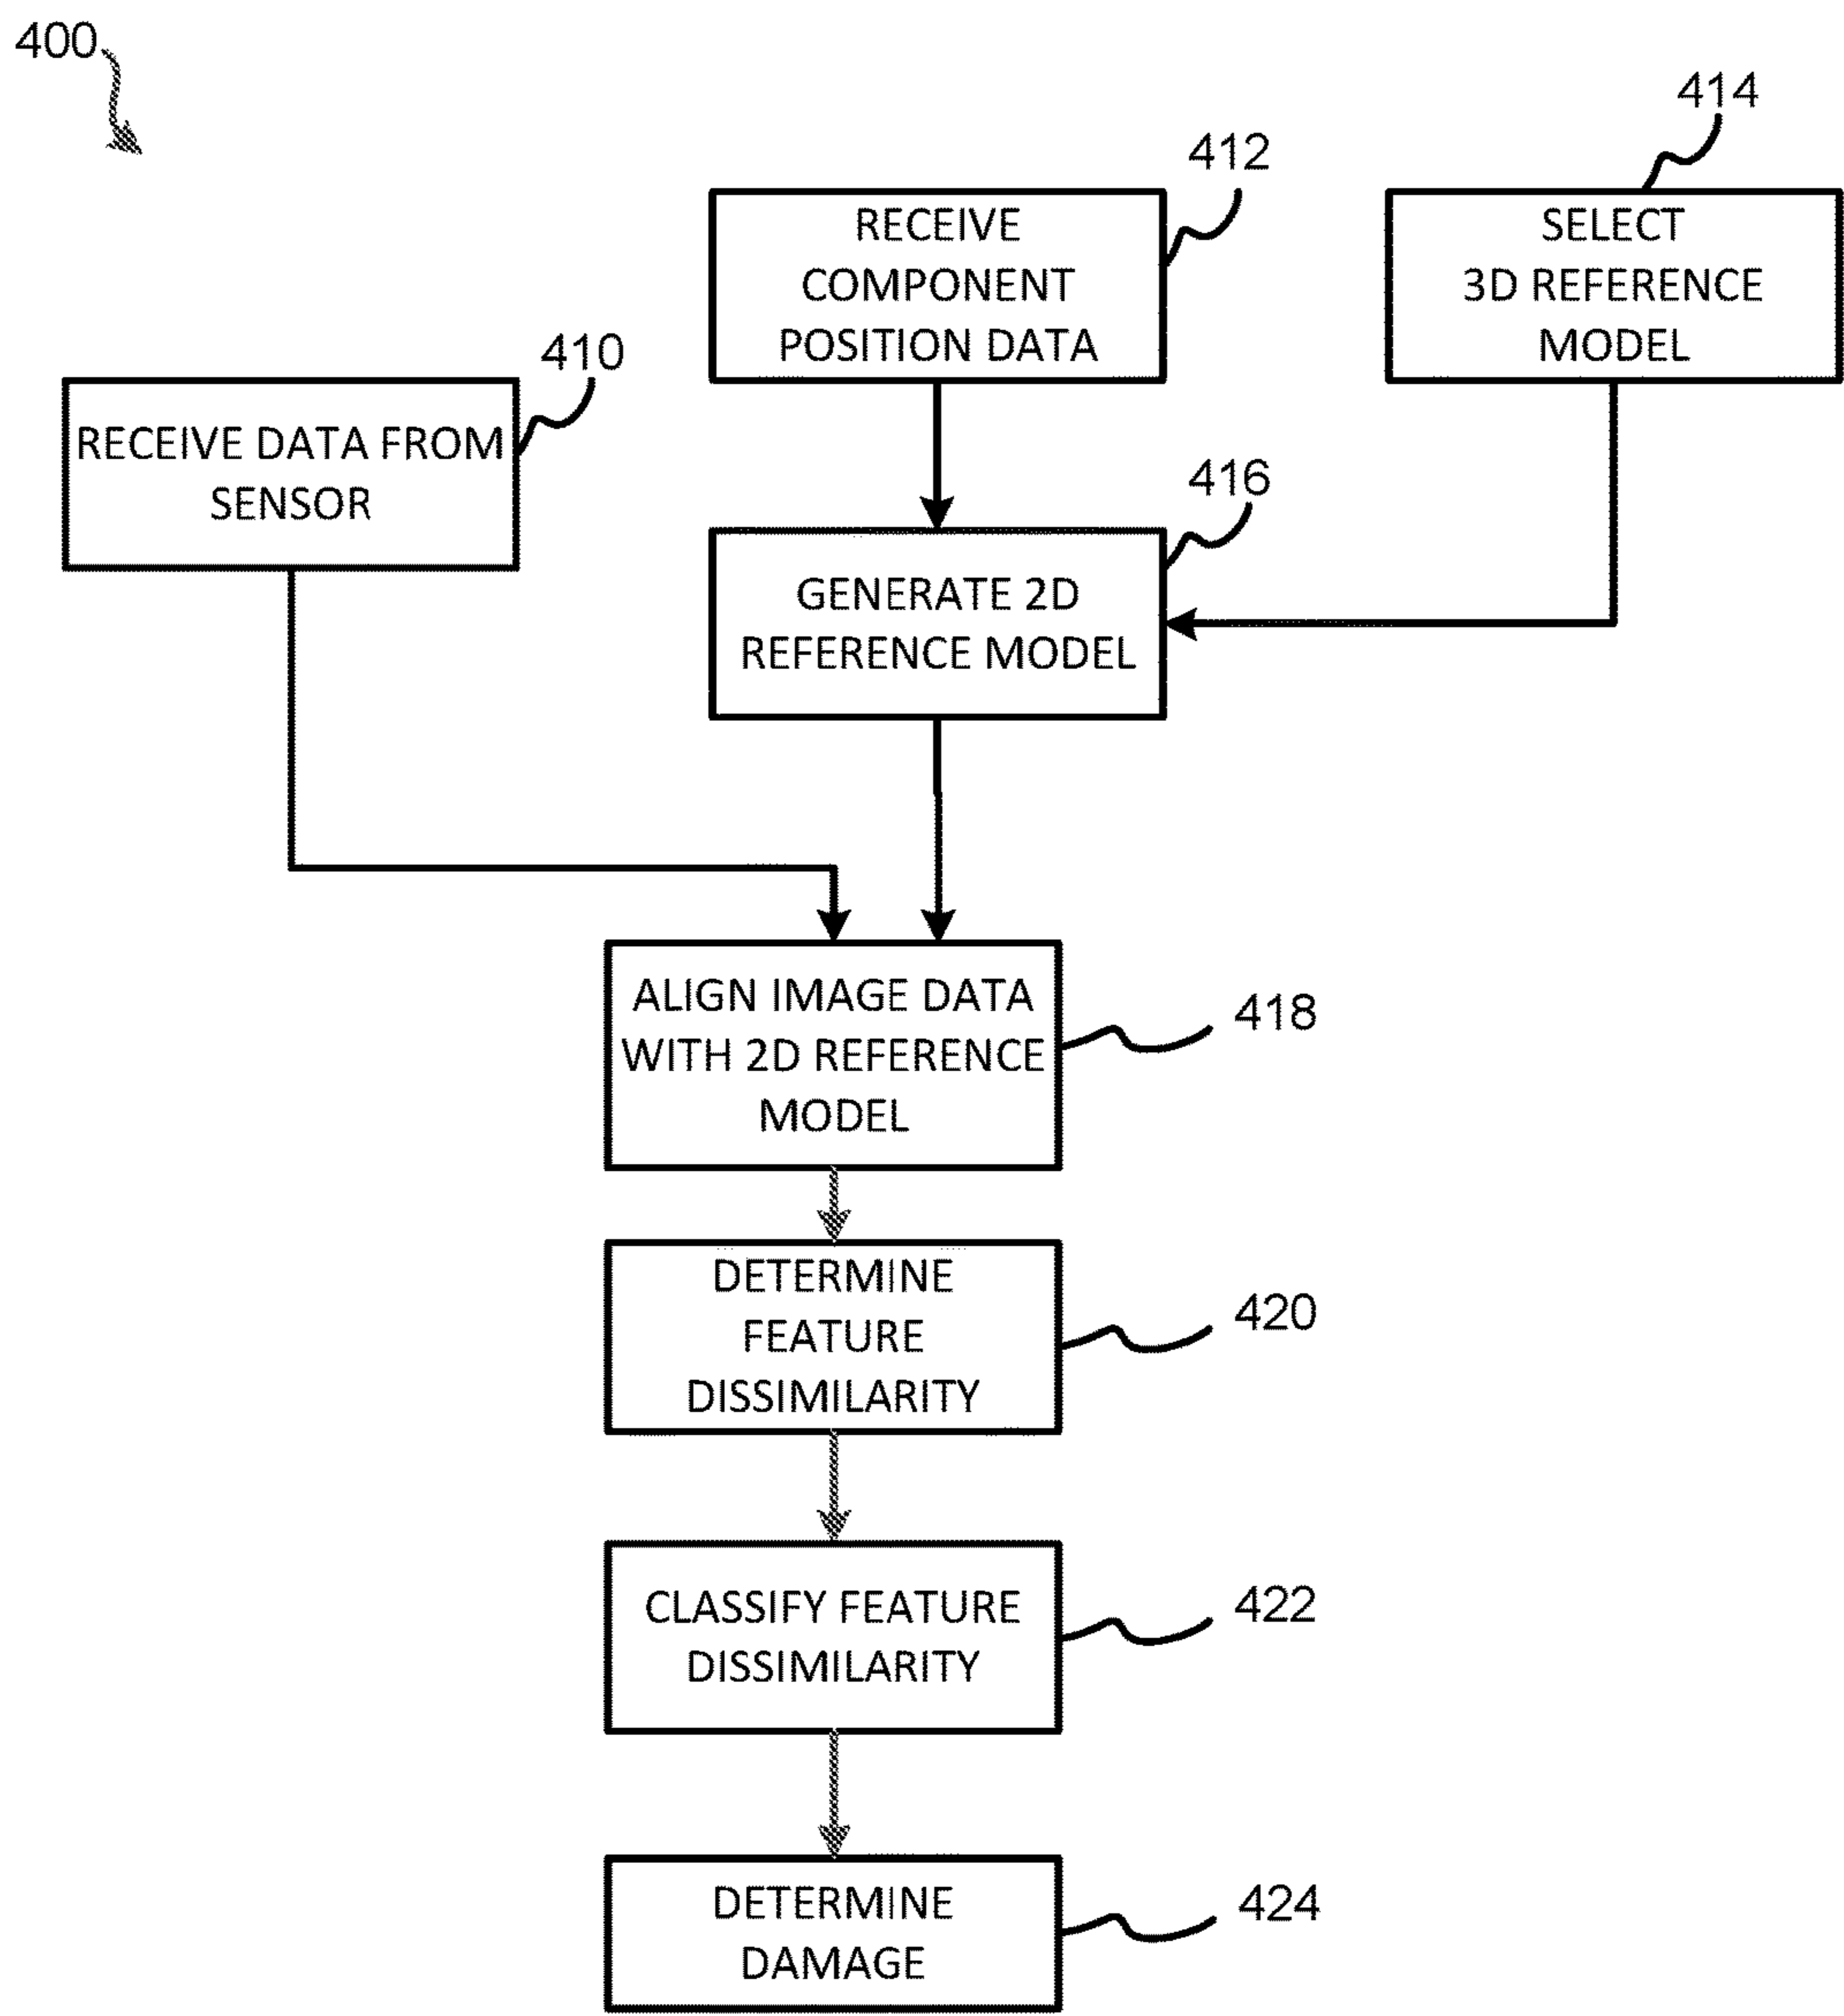 400
414
412
RECEIVE
COMPONENT
POSITION DATA
SELECT
3D REFERENCE
MODEL
410
RECEIVE DATA FROM
SENSOR
416
GENERATE 2D
REFERENCE MODEL
ALIGN IMAGE DATA
WITH 2D REFERENCE
MODEL
418
DETERMINE
FEATURE
DISSIMILARITY
420
CLASSIFY FEATURE
DISSIMILARITY
422
DETERMINE
DAMAGE
424